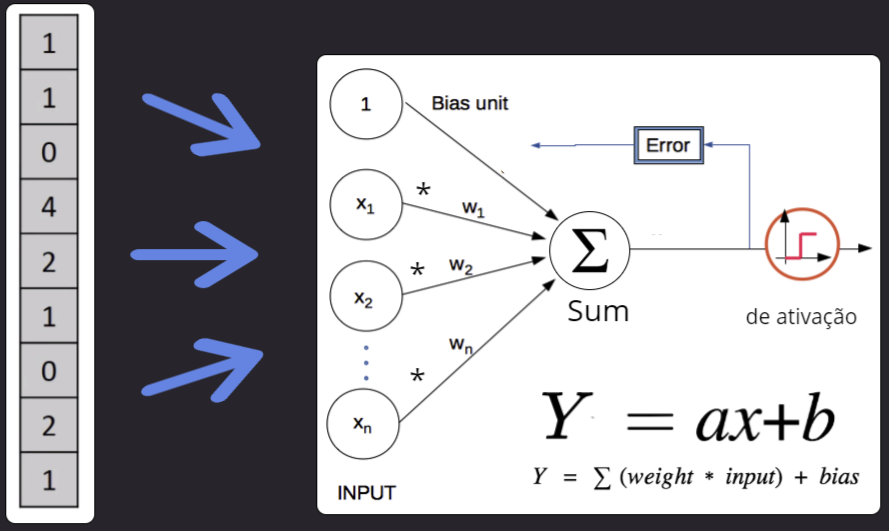 1
1
0
4
2
1
0
2
1
1
Bias unit
Error
x1
*
w1
x2
*
w2
Σ
Sum
de ativação
wn
*
xn
INPUT
Y = ax+b
Y = ∑ (weight * input) + bias